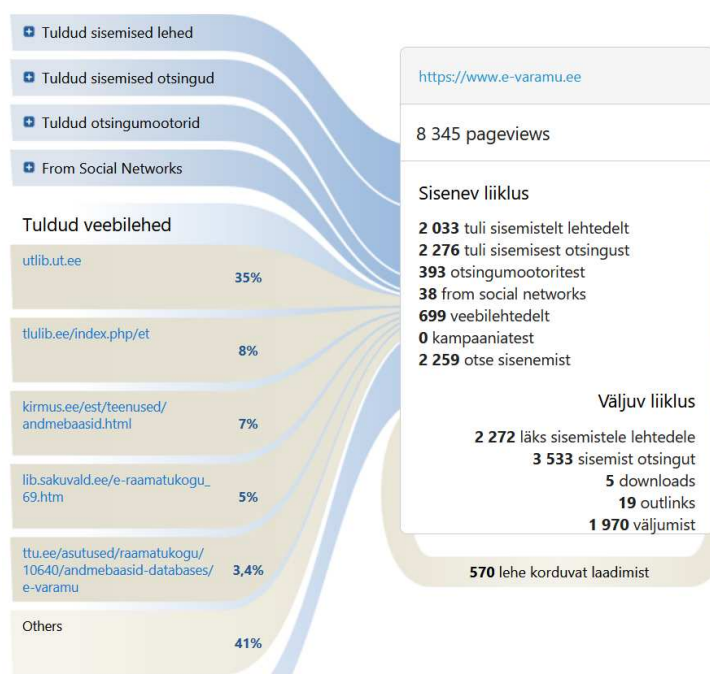 Tuldud sisemised lehed
Tuldud sisemised otsingud
Tuldud otsingumootorid
From Social Networks
Tuldud veebilehed
utlib.ut.ee
35%
tlulib.ee/index.php/et
8%
kirmus.ee/est/teenused/
andmebaasid.html
7%
lib.sakuvald.ee/e-raamatukogu_
69.htm
5%
ttu.ee/asutused/raamatukogu/
10640/andmebaasid-databases/
e-varamu
3,4%
Others
41%
https://www.e-varamu.ee
8 345 pageviews
Sisenev liiklus
2 033 tuli sisemistelt lehtedelt
2 276 tuli sisemisest otsingust
393 otsingumootoritest
38 from social networks
699 veebilehtedelt
0 kampaaniatest
2 259 otse sisenemist
Väljuv liiklus
2 272 läks sisemistele lehtedele
3 533 sisemist otsingut
5 downloads
19 outlinks
1 970 väljumist
570 lehe korduvat laadimist